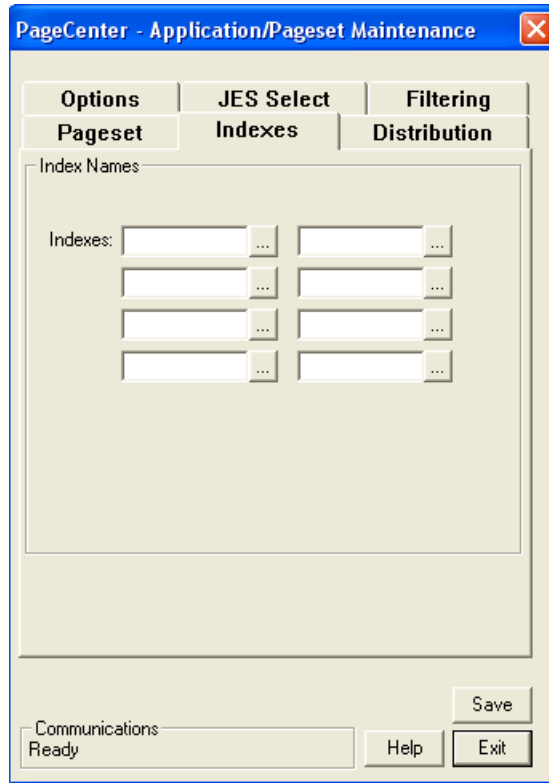 PageCenter - Application/Pageset Maintenance
Options JES Select Filtering
Pageset Indexes Distribution
Index Names
Indexes: ... ...
... ...
... ...
... ...
Save
Communications
Ready Help Exit